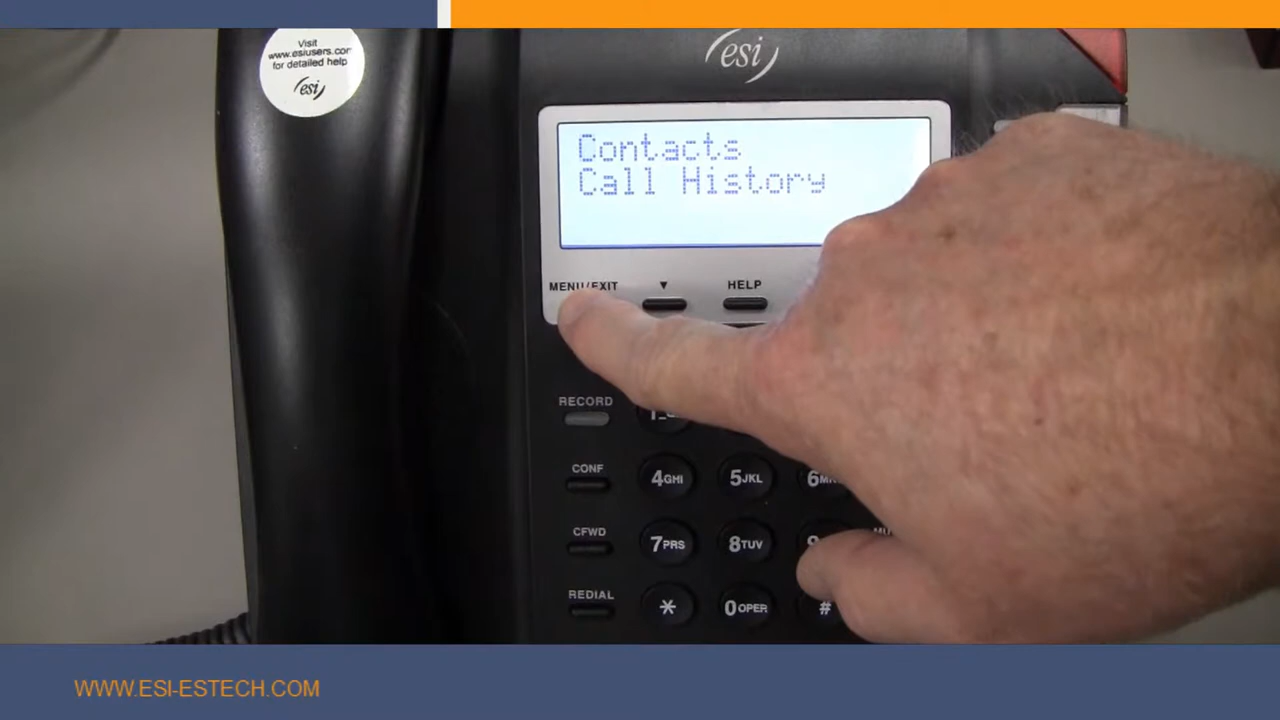 Visit
www.esiusers.com
for detailed help
esi
esi
Contacts
Call History
MENU/EXIT ▼ HELP
RECORD
CONF 4GHI 5JKL
CFWD 7PRS 8TUV
REDIAL * 0OPER #
WWW.ESI-ESTECH.COM